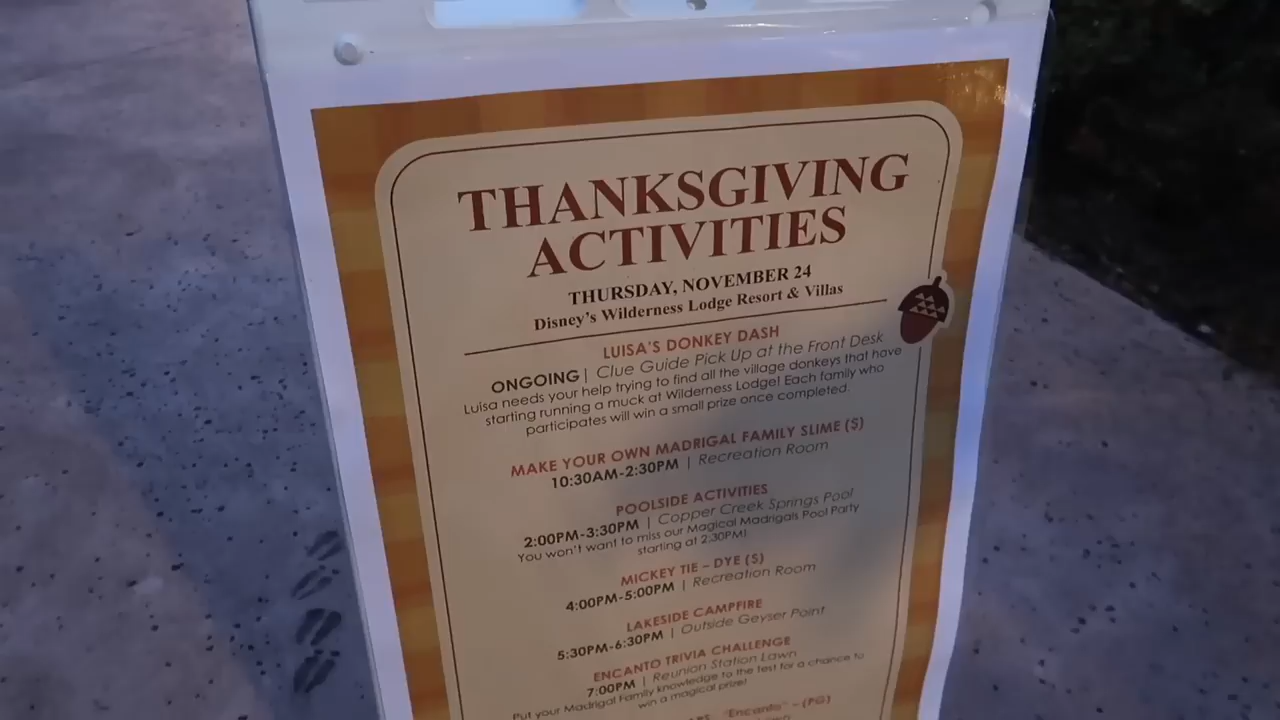 THANKSGIVING
ACTIVITIES
THURSDAY, NOVEMBER 24
Disney's Wilderness Lodge Resort & Villas
LUISA'S DONKEY DASH
ONGOING | Clue Guide Pick Up at the Front Desk
Luisa needs your help trying to find all the village donkeys that have
starting running a muck at Wilderness Lodge! Each family who
participates will win a small prize once completed.
MAKE YOUR OWN MADRIGAL FAMILY SLIME ($)
10:30AM-2:30PM | Recreation Room
POOLSIDE ACTIVITIES
2:00PM-3:30PM | Copper Creek Springs Pool
You won't want to miss our Magical Madrigals Pool Party
starting at 2:30PM!
MICKEY TIE – DYE ($)
4:00PM-5:00PM | Recreation Room
LAKESIDE CAMPFIRE
5:30PM-6:30PM | Outside Geyser Point
ENCANTO TRIVIA CHALLENGE
7:00PM | Reunion Station Lawn
Put your Madrigal Family knowledge to the test for a chance to
win a magical prize!
"Encanto" – (PG)